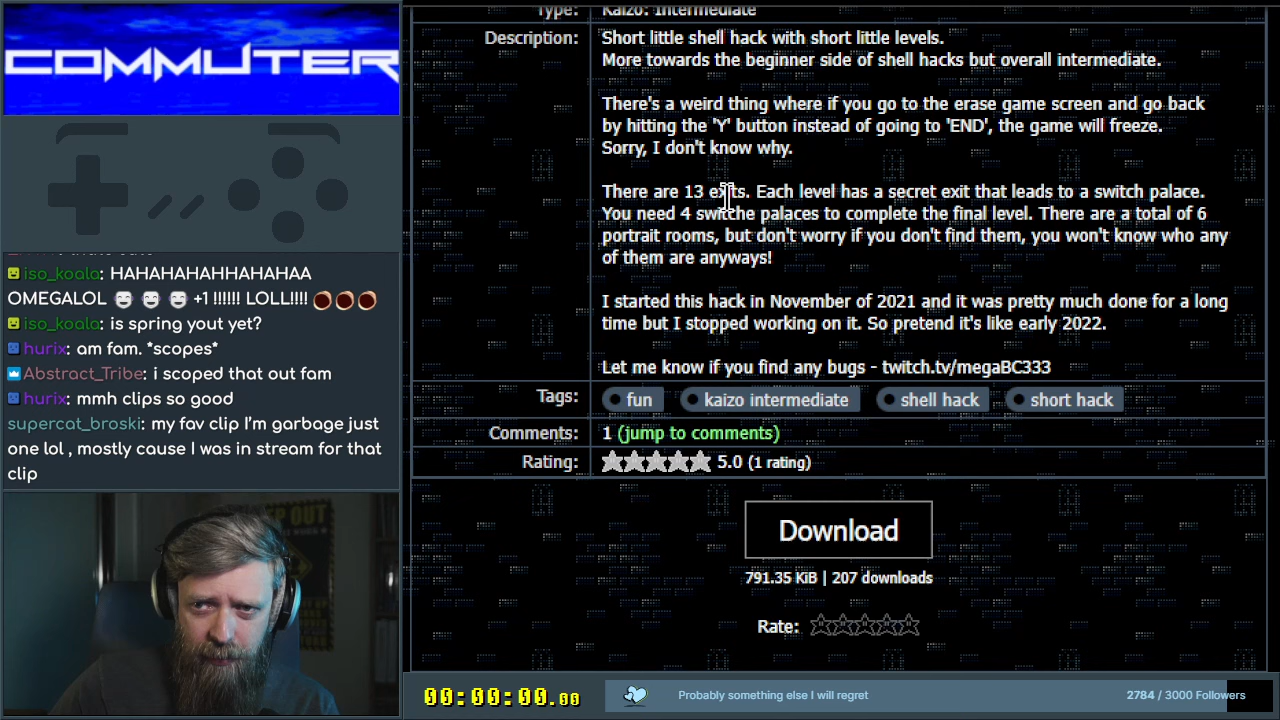 COMMUTER
Type: Kaizo: Intermediate
Description: Short little shell hack with short little levels.
More towards the beginner side of shell hacks but overall intermediate.
There's a weird thing where if you go to the erase game screen and go back
by hitting the 'Y' button instead of going to 'END', the game will freeze.
Sorry, I don't know why.
There are 13 exits. Each level has a secret exit that leads to a switch palace.
You need 4 switche palaces to complete the final level. There are a total of 6
portrait rooms, but don't worry if you don't find them, you won't know who any
of them are anyways!
I started this hack in November of 2021 and it was pretty much done for a long
time but I stopped working on it. So pretend it's like early 2022.
Let me know if you find any bugs - twitch.tv/megaBC333
Tags: fun kaizo intermediate shell hack short hack
Comments: 1 (jump to comments)
Rating: 5.0 (1 rating)
Download
791.35 KiB | 207 downloads
Rate:
iso_koala: HAHAHAHAHHAHAHAA
OMEGALOL +1 !!!!!! LOLL!!!!
iso_koala: is spring yout yet?
hurix: am fam. *scopes*
Abstract_Tribe: i scoped that out fam
hurix: mmh clips so good
supercat_broski: my fav clip I'm garbage just
one lol , mostly cause I was in stream for that
clip
00:00:00.00
Probably something else I will regret
2784 / 3000 Followers